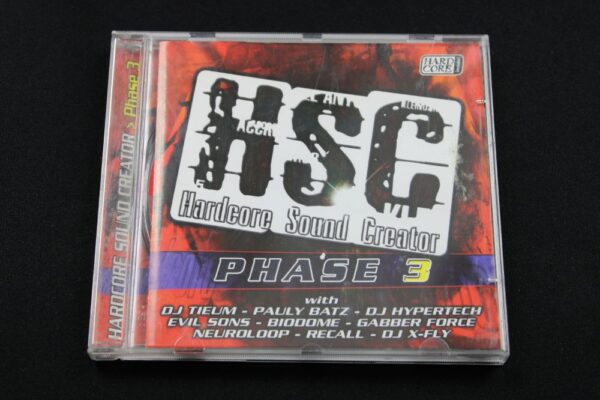 HARDCORE SOUND CREATOR > Phase 3
HARD
CORE
HSC
Hardcore Sound Creator
PHASE 3
with
DJ TIEUM - PAULY BATZ - DJ HYPERTECH
EVIL SONS - BIODOME - GABBER FORCE
NEUROLOOP - RECALL - DJ X-FLY